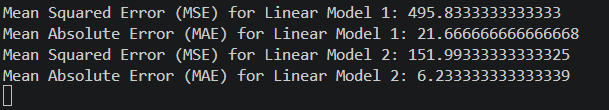 Mean Squared Error (MSE) for Linear Model 1: 495.8333333333333
Mean Absolute Error (MAE) for Linear Model 1: 21.666666666666668
Mean Squared Error (MSE) for Linear Model 2: 151.99333333333325
Mean Absolute Error (MAE) for Linear Model 2: 6.233333333333339